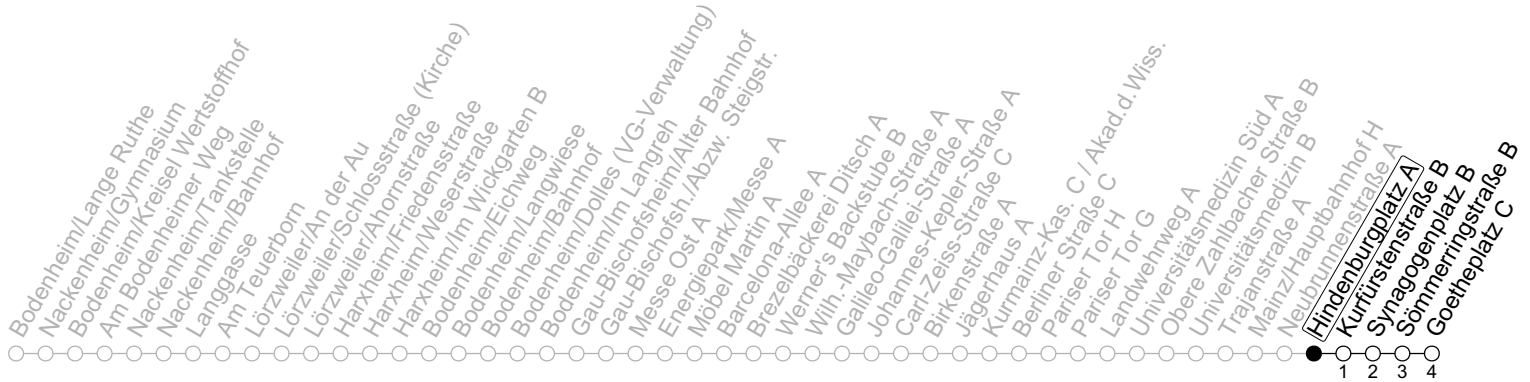 Bodenheim/Lange Ruthe
Nackenheim/Gymnasium
Bodenheim/Kreisel Wertstoffhof
Am Bodenheimer Weg
Nackenheim/Tankstelle
Nackenheim/Bahnhof
Langgasse
Am Teuerborn
Lörzweiler/An der Au
Lörzweiler/Schlossstraße (Kirche)
Lörzweiler/Ahornstraße
Harxheim/Friedensstraße
Harxheim/Weserstraße
Harxheim/Im Wickgarten B
Bodenheim/Eichweg
Bodenheim/Langwiese
Bodenheim/Bahnhof
Bodenheim/Dolles (VG-Verwaltung)
Bodenheim/Im Langreh
Gau-Bischofsheim/Alter Bahnhof
Gau-Bischofsh./Abzw. Steigstr.
Messe Ost A
Energiepark/Messe A
Möbel Martin A
Barcelona-Allee A
Brezelbäckerei Ditsch A
Werner's Backstube B
Wilh.-Maybach-Straße A
Galileo-Galilei-Straße A
Johannes-Kepler-Straße A
Carl-Zeiss-Straße C
Birkenstraße A
Jägerhaus A
Kurmainz-Kas. C / Akad.d.Wiss.
Berliner Straße C
Pariser Tor H
Pariser Tor G
Landwehrweg A
Universitätsmedizin Süd A
Obere Zahlbacher Straße B
Universitätsmedizin B
Trajanstraße A
Mainz/Hauptbahnhof H
Neubrunnenstraße A
Hindenburgplatz A
Kurfürstenstraße B
Synagogenplatz B
Sömmerringstraße B
Goetheplatz C
1 2 3 4